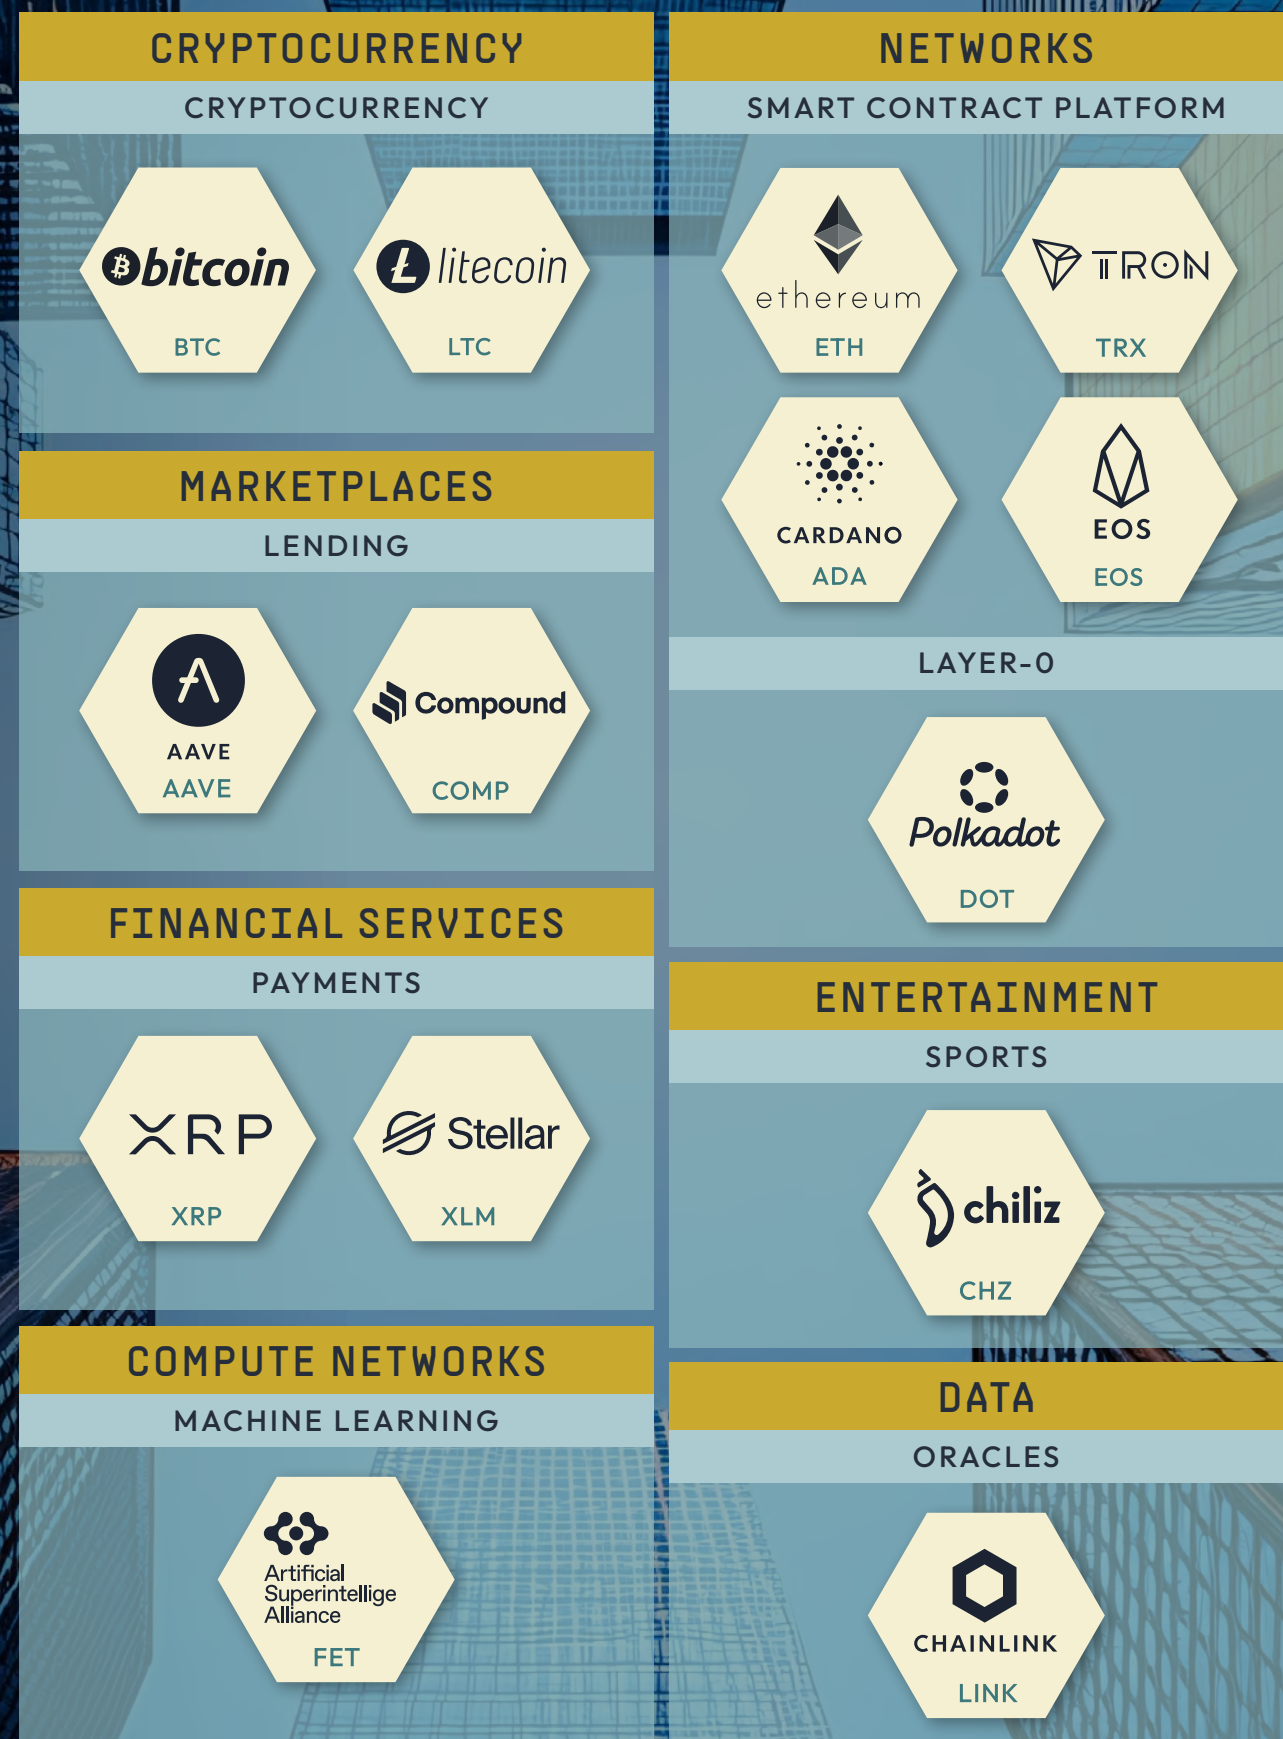 CRYPTOCURRENCY
CRYPTOCURRENCY
bitcoin
BTC
litecoin
LTC
MARKETPLACES
LENDING
AAVE
AAVE
Compound
COMP
FINANCIAL SERVICES
PAYMENTS
XRP
XRP
Stellar
XLM
COMPUTE NETWORKS
MACHINE LEARNING
Artificial
Superintellige
Alliance
FET
NETWORKS
SMART CONTRACT PLATFORM
ethereum
ETH
TRON
TRX
CARDANO
ADA
EOS
EOS
LAYER-0
Polkadot
DOT
ENTERTAINMENT
SPORTS
chiliz
CHZ
DATA
ORACLES
CHAINLINK
LINK